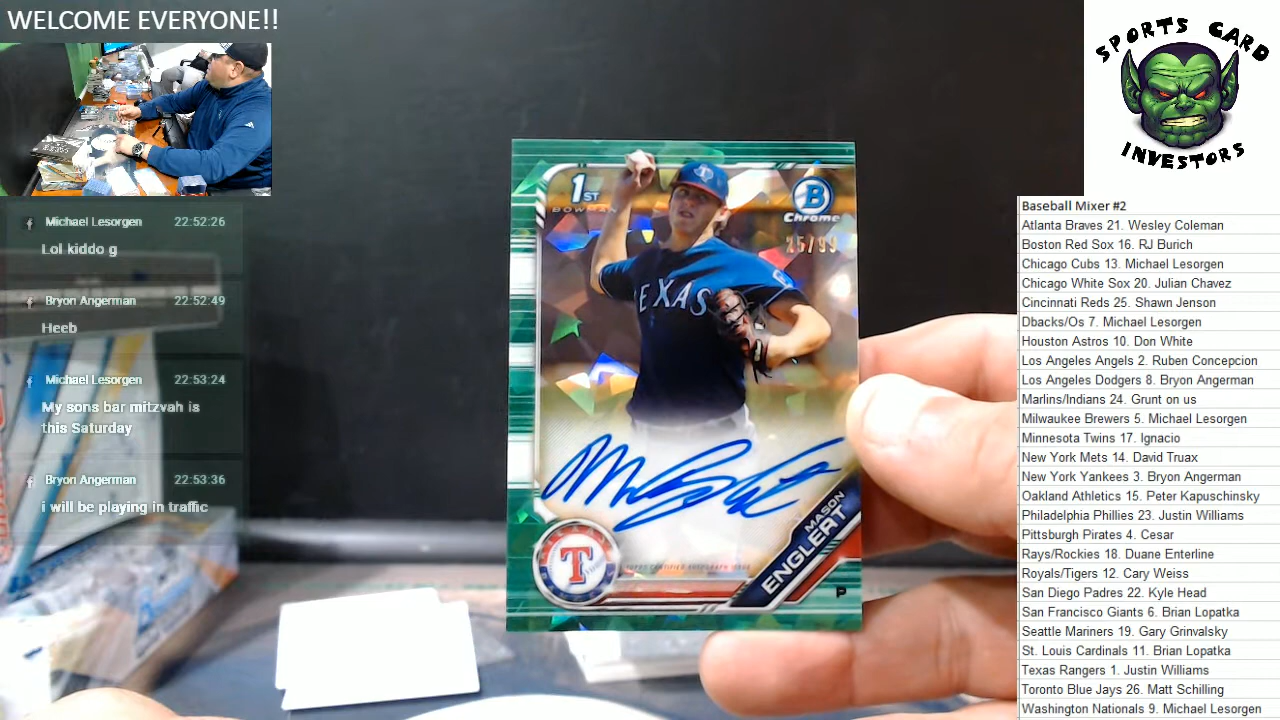 WELCOME EVERYONE!!
SPORTS CARD
INVESTORS
Michael Lesorgen 22:52:26
Lol kiddo g
Bryon Angerman 22:52:49
Heeb
Michael Lesorgen 22:53:24
My sons bar mitzvah is
this Saturday
Bryon Angerman 22:53:36
i will be playing in traffic
1ST
BOWMAN
B
Chrome
25/99
TEXAS
MASON
ENGLERT
T
TOPPS CERTIFIED AUTOGRAPH ISSUE
P
Baseball Mixer #2
Atlanta Braves 21. Wesley Coleman
Boston Red Sox 16. RJ Burich
Chicago Cubs 13. Michael Lesorgen
Chicago White Sox 20. Julian Chavez
Cincinnati Reds 25. Shawn Jenson
Dbacks/Os 7. Michael Lesorgen
Houston Astros 10. Don White
Los Angeles Angels 2. Ruben Concepcion
Los Angeles Dodgers 8. Bryon Angerman
Marlins/Indians 24. Grunt on us
Milwaukee Brewers 5. Michael Lesorgen
Minnesota Twins 17. Ignacio
New York Mets 14. David Truax
New York Yankees 3. Bryon Angerman
Oakland Athletics 15. Peter Kapuschinsky
Philadelphia Phillies 23. Justin Williams
Pittsburgh Pirates 4. Cesar
Rays/Rockies 18. Duane Enterline
Royals/Tigers 12. Cary Weiss
San Diego Padres 22. Kyle Head
San Francisco Giants 6. Brian Lopatka
Seattle Mariners 19. Gary Grinvalsky
St. Louis Cardinals 11. Brian Lopatka
Texas Rangers 1. Justin Williams
Toronto Blue Jays 26. Matt Schilling
Washington Nationals 9. Michael Lesorgen